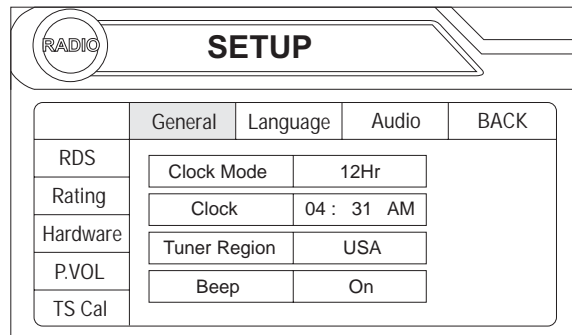 RADIO
SETUP
General Language Audio BACK
RDS
Rating
Hardware
P.VOL
TS Cal
Clock Mode 12Hr
Clock 04 : 31 AM
Tuner Region USA
Beep On